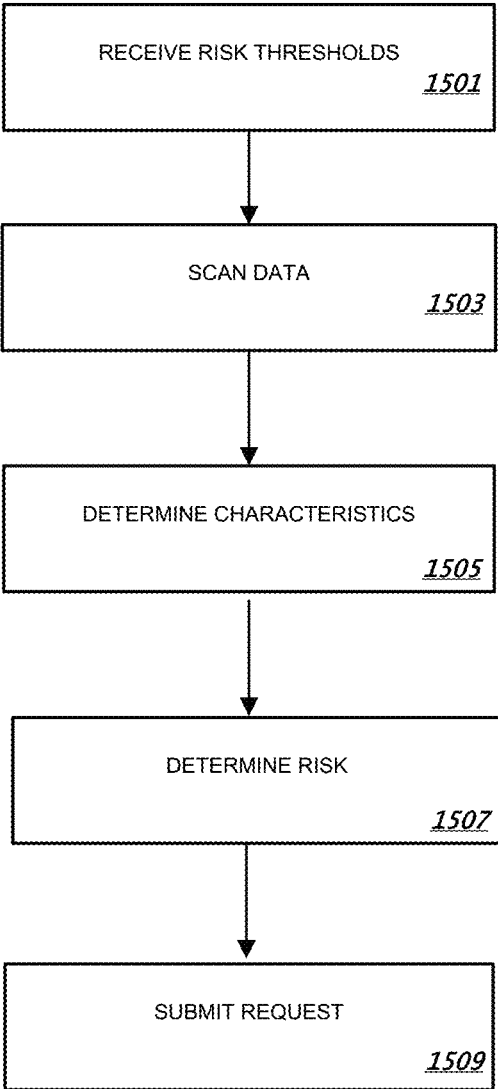 RECEIVE RISK THRESHOLDS
1501
SCAN DATA
1503
DETERMINE CHARACTERISTICS
1505
DETERMINE RISK
1507
SUBMIT REQUEST
1509